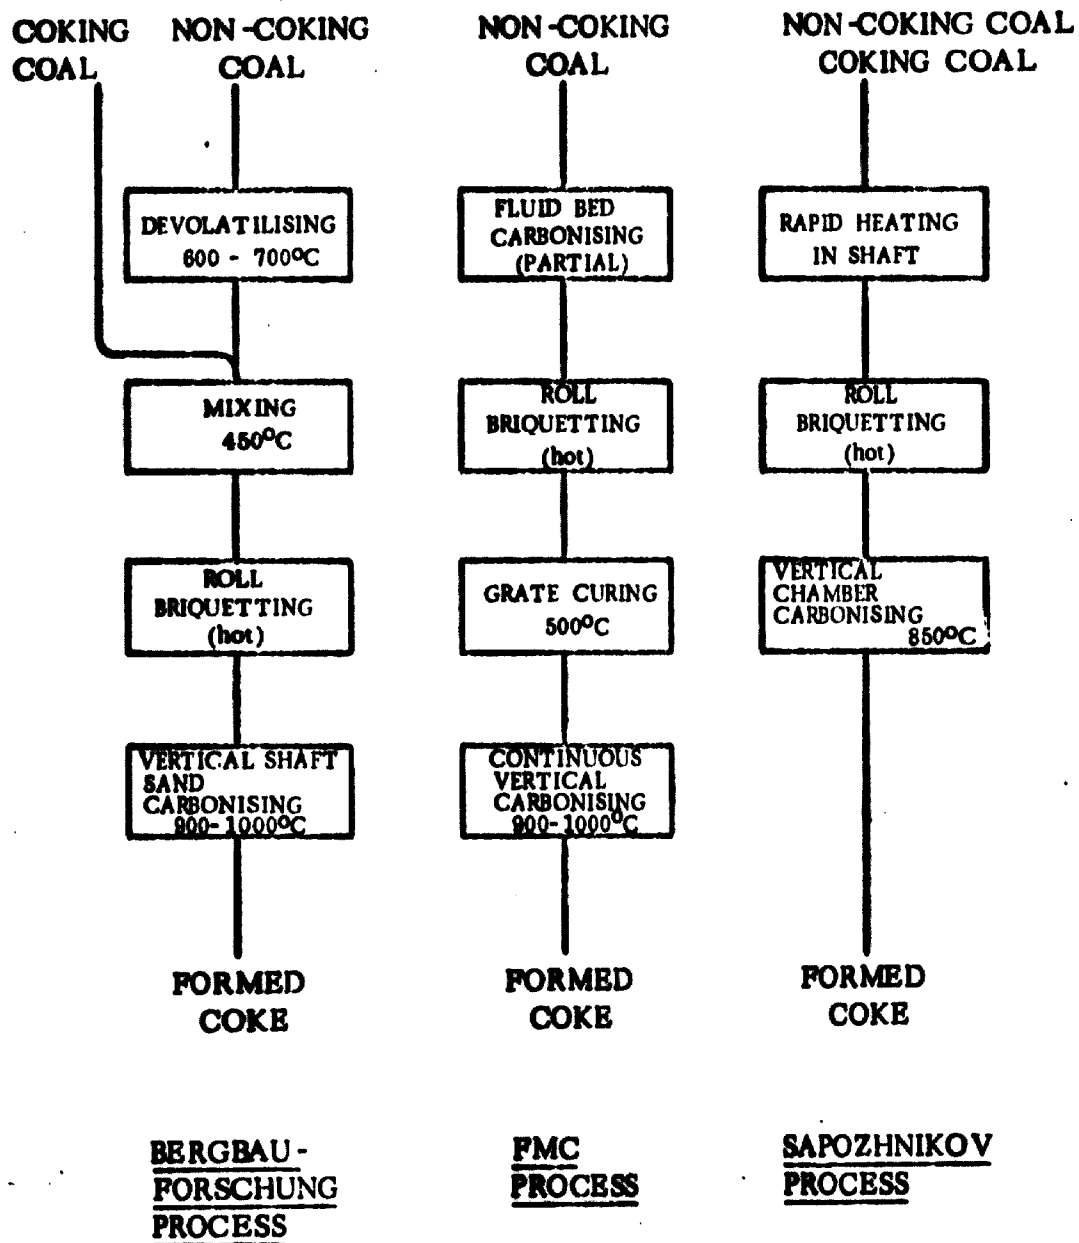 COKING
COAL
NON-COKING
COAL
DEVOLATILISING
600 - 700°C
MIXING
450°C
ROLL
BRIQUETTING
(hot)
VERTICAL SHAFT
SAND
CARBONISING
900-1000°C
FORMED
COKE
BERGBAU-
FORSCHUNG
PROCESS
NON-COKING
COAL
FLUID BED
CARBONISING
(PARTIAL)
ROLL
BRIQUETTING
(hot)
GRATE CURING
500°C
CONTINUOUS
VERTICAL
CARBONISING
900-1000°C
FORMED
COKE
FMC
PROCESS
NON-COKING COAL
COKING COAL
RAPID HEATING
IN SHAFT
ROLL
BRIQUETTING
(hot)
VERTICAL
CHAMBER
CARBONISING
850°C
FORMED
COKE
SAPOZHNIKOV
PROCESS